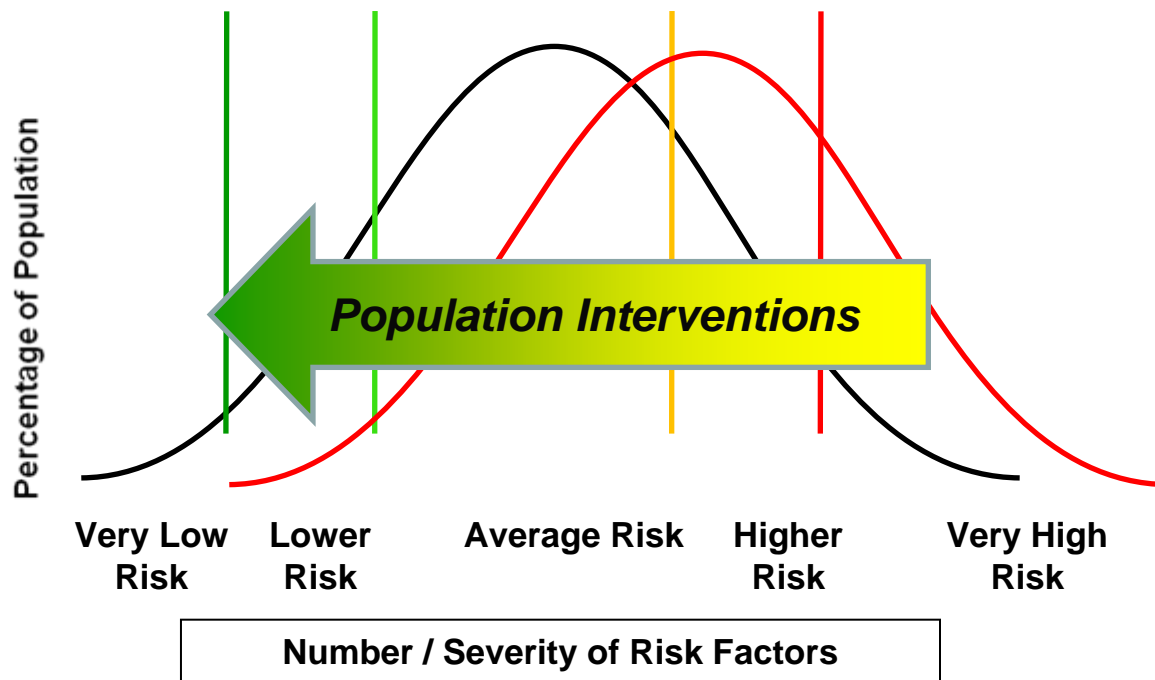 Percentage of Population
Population Interventions
Very Low
Risk
Lower
Risk
Average Risk
Higher
Risk
Very High
Risk
Number / Severity of Risk Factors